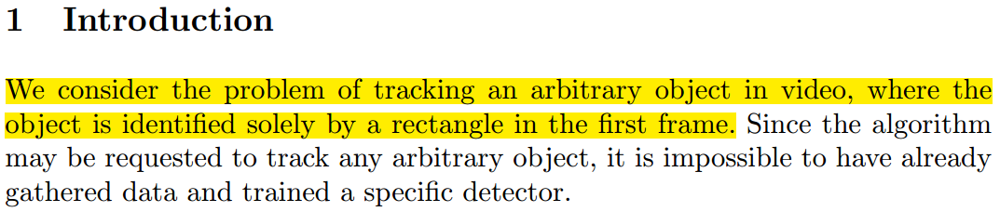 1 Introduction
We consider the problem of tracking an arbitrary object in video, where the
object is identified solely by a rectangle in the first frame. Since the algorithm
may be requested to track any arbitrary object, it is impossible to have already
gathered data and trained a specific detector.